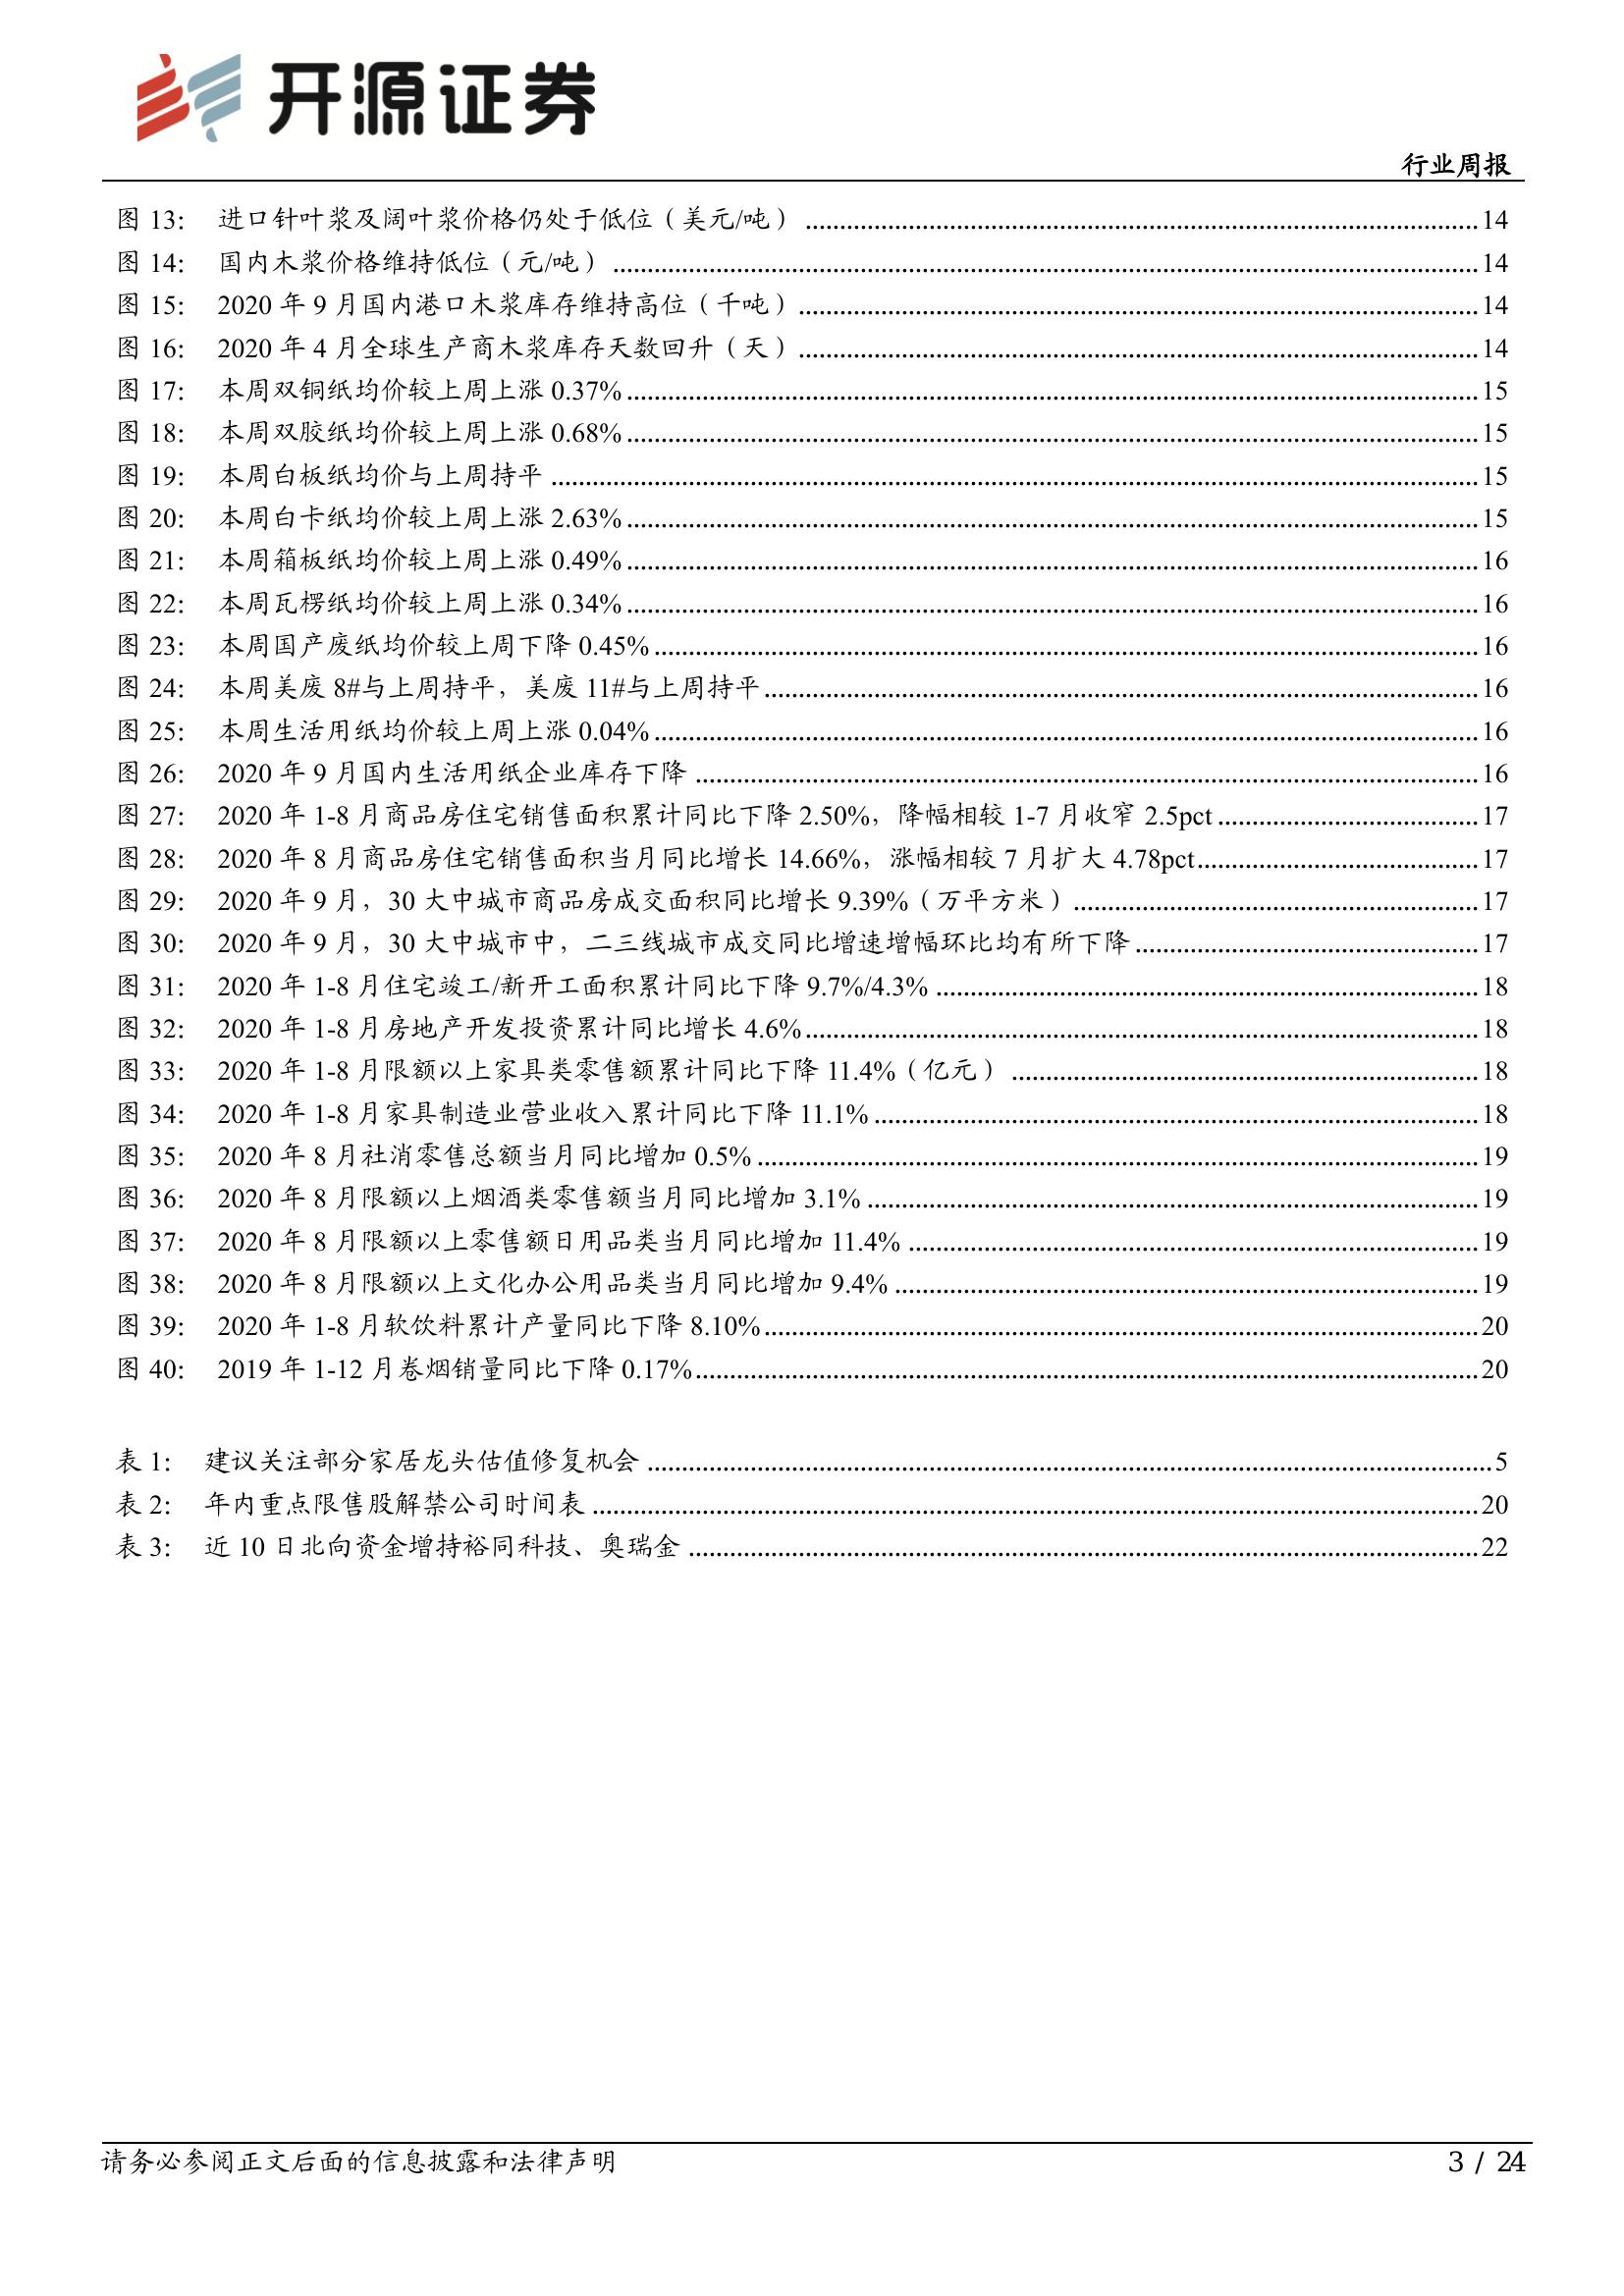 开源证券
行业周报
图 13: 进口针叶浆及阔叶浆价格仍处于低位（美元/吨）14
图 14: 国内木浆价格维持低位（元/吨）14
图 15: 2020 年 9 月国内港口木浆库存维持高位（千吨）14
图 16: 2020 年 4 月全球生产商木浆库存天数回升（天）14
图 17: 本周双铜纸均价较上周上涨 0.37% 15
图 18: 本周双胶纸均价较上周上涨 0.68% 15
图 19: 本周白板纸均价与上周持平 15
图 20: 本周白卡纸均价较上周上涨 2.63% 15
图 21: 本周箱板纸均价较上周上涨 0.49% 16
图 22: 本周瓦楞纸均价较上周上涨 0.34% 16
图 23: 本周国产废纸均价较上周下降 0.45% 16
图 24: 本周美废 8#与上周持平，美废 11#与上周持平 16
图 25: 本周生活用纸均价较上周上涨 0.04% 16
图 26: 2020 年 9 月国内生活用纸企业库存下降 16
图 27: 2020 年 1-8 月商品房住宅销售面积累计同比下降 2.50%，降幅相较 1-7 月收窄 2.5pct 17
图 28: 2020 年 8 月商品房住宅销售面积当月同比增长 14.66%，涨幅相较 7 月扩大 4.78pct 17
图 29: 2020 年 9 月，30 大中城市商品房成交面积同比增长 9.39%（万平方米）17
图 30: 2020 年 9 月，30 大中城市中，二三线城市成交同比增速增幅环比均有所下降 17
图 31: 2020 年 1-8 月住宅竣工/新开工面积累计同比下降 9.7%/4.3% 18
图 32: 2020 年 1-8 月房地产开发投资累计同比增长 4.6% 18
图 33: 2020 年 1-8 月限额以上家具类零售额累计同比下降 11.4%（亿元）18
图 34: 2020 年 1-8 月家具制造业营业收入累计同比下降 11.1% 18
图 35: 2020 年 8 月社消零售总额当月同比增加 0.5% 19
图 36: 2020 年 8 月限额以上烟酒类零售额当月同比增加 3.1% 19
图 37: 2020 年 8 月限额以上零售额日用品类当月同比增加 11.4% 19
图 38: 2020 年 8 月限额以上文化办公用品类当月同比增加 9.4% 19
图 39: 2020 年 1-8 月软饮料累计产量同比下降 8.10% 20
图 40: 2019 年 1-12 月卷烟销量同比下降 0.17% 20
表 1: 建议关注部分家居龙头估值修复机会 5
表 2: 年内重点限售股解禁公司时间表 20
表 3: 近 10 日北向资金增持裕同科技、奥瑞金 22
请务必参阅正文后面的信息披露和法律声明
3 / 24